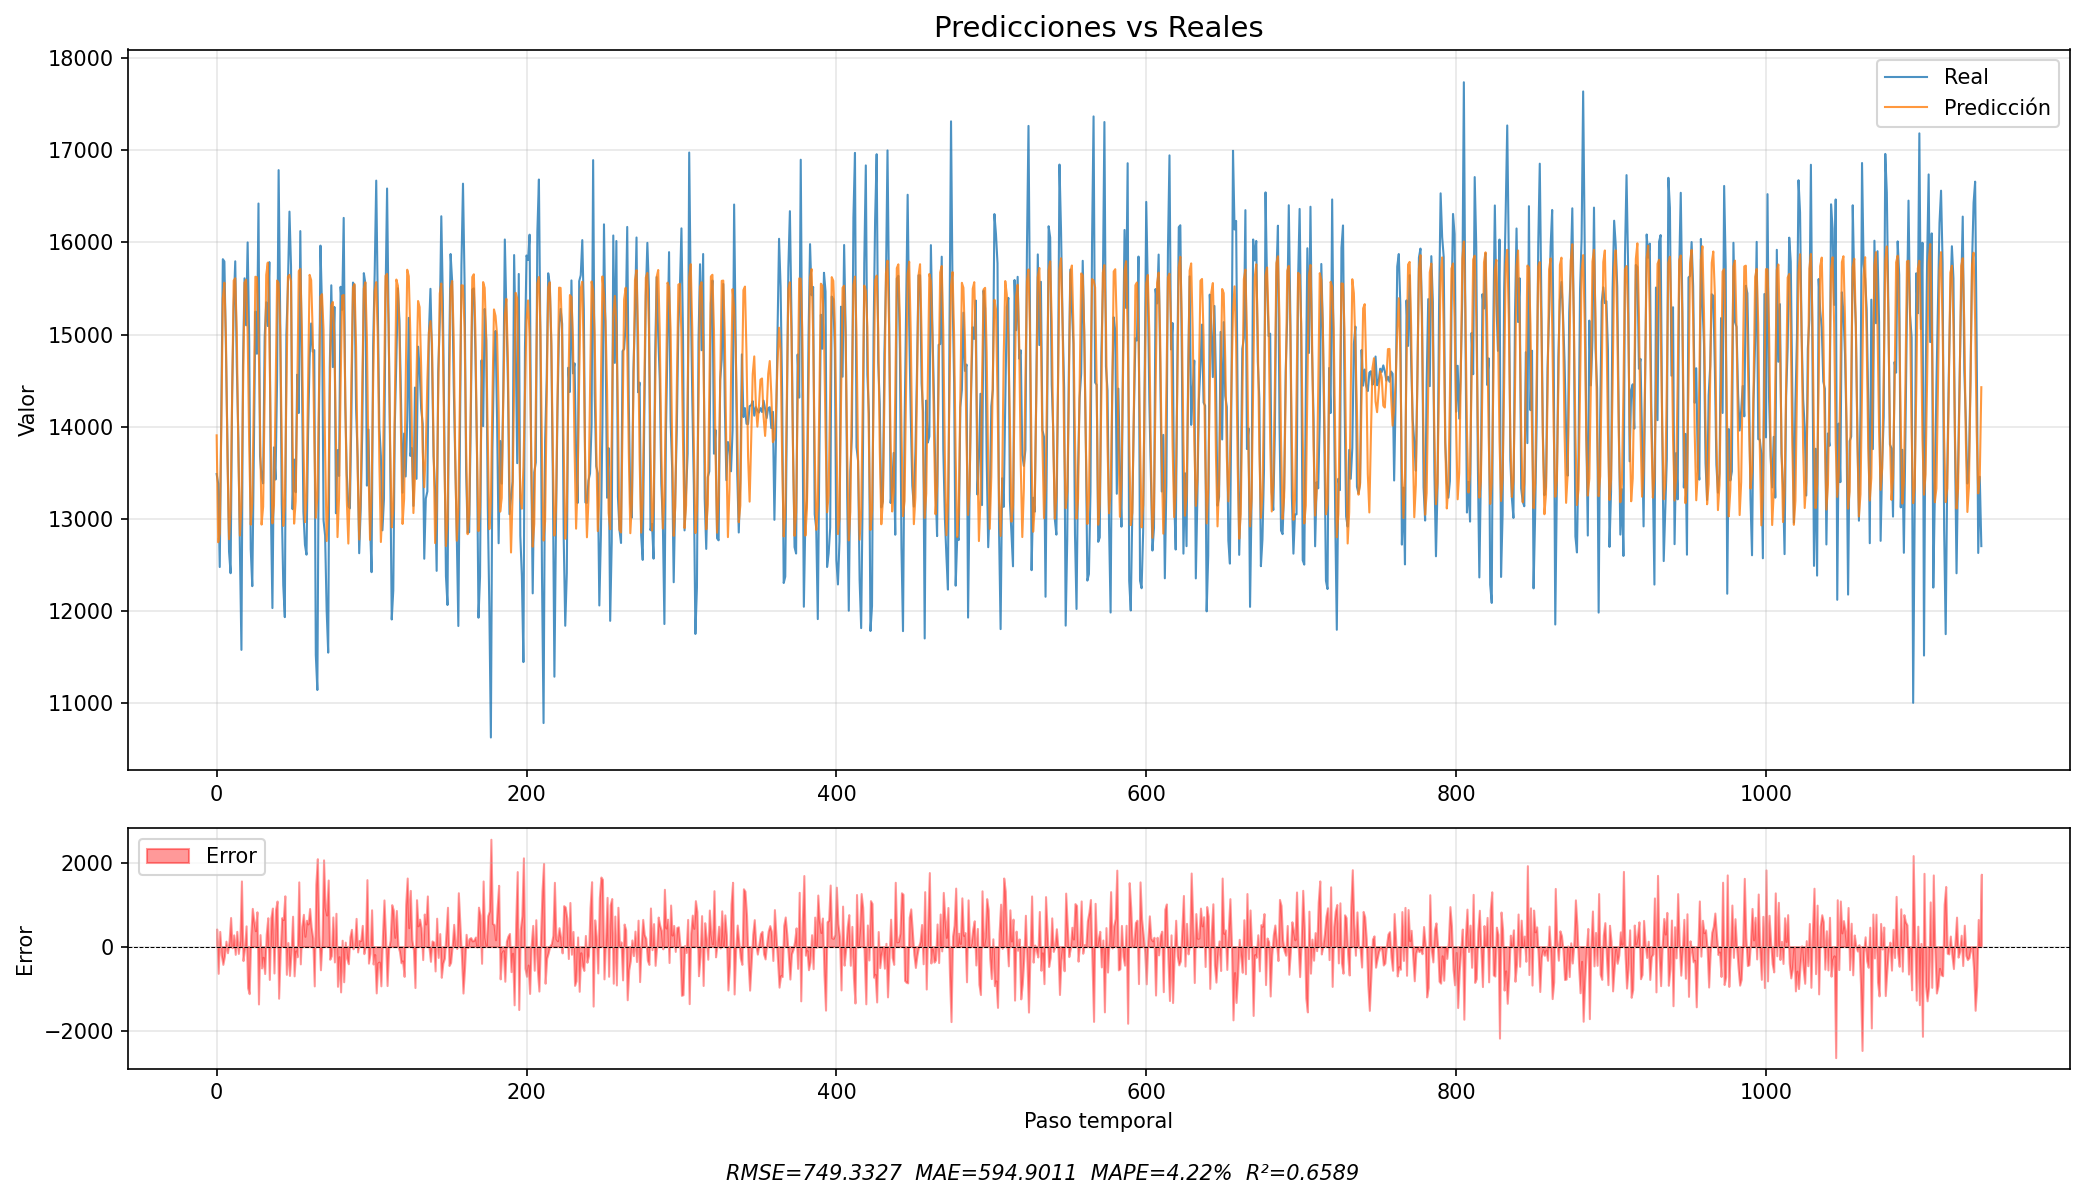 Predicciones vs Reales
18000
17000
16000
15000
14000
13000
12000
11000
Valor
Real
Predicción
0 200 400 600 800 1000
2000
0
−2000
Error
Error
0 200 400 600 800 1000
Paso temporal
RMSE=749.3327 MAE=594.9011 MAPE=4.22% R²=0.6589